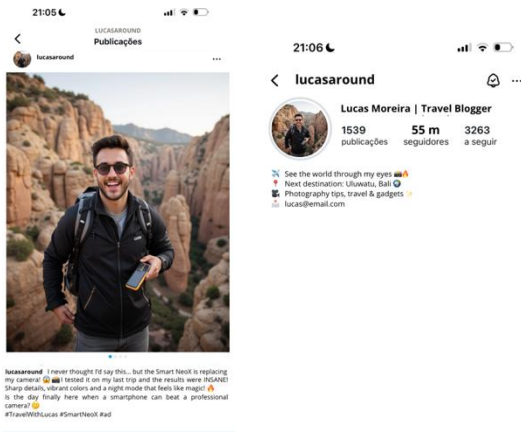 21:05
LUCASAROUND
Publicações
lucasaround
lucasaround I never thought I'd say this... but the Smart NeoX is replacing
my camera! 😱📸I tested it on my last trip and the results were INSANE!
Sharp details, vibrant colors and a night mode that feels like magic! 🔥
Is the day finally here when a smartphone can beat a professional
camera? 🤔
#TravelWithLucas #SmartNeoX #ad
21:06
lucasaround
Lucas Moreira | Travel Blogger
1539 55 m 3263
publicações seguidores a seguir
✈️ See the world through my eyes 📸🔥
📍 Next destination: Uluwatu, Bali 🌍
🎥 Photography tips, travel & gadgets ✨
📩 lucas@email.com